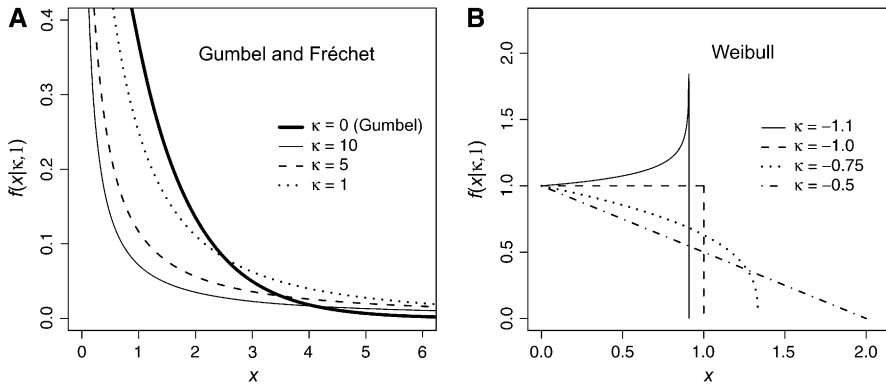 A
Gumbel and Fréchet
κ = 0 (Gumbel)
κ = 10
κ = 5
κ = 1
f(x|κ,1)
0.4
0.3
0.2
0.1
0.0
0 1 2 3 4 5 6
x
B
Weibull
κ = −1.1
κ = −1.0
κ = −0.75
κ = −0.5
f(x|κ,1)
2.0
1.5
1.0
0.5
0.0
0.0 0.5 1.0 1.5 2.0
x